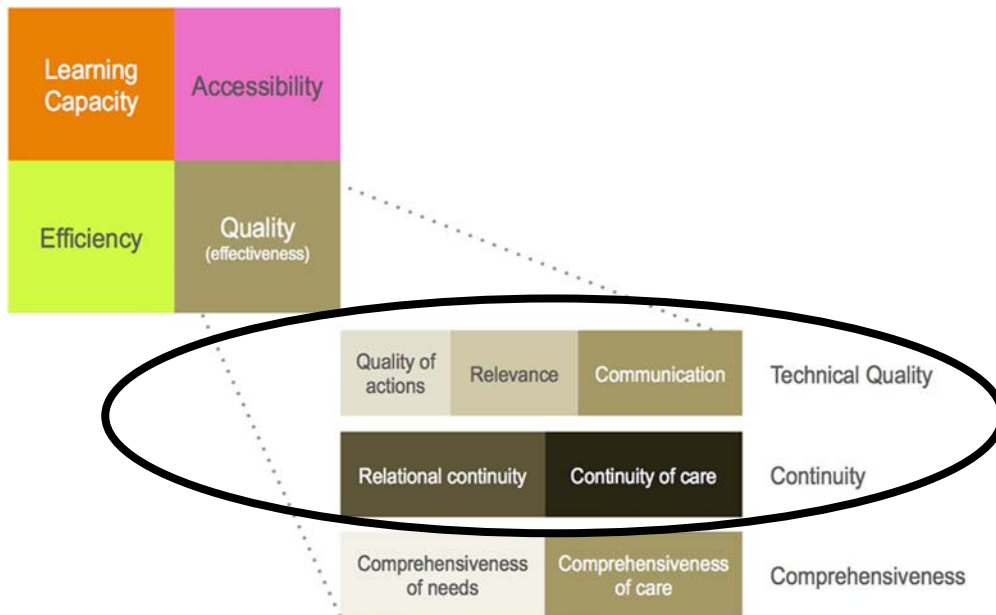 Learning
Capacity
Accessibility
Efficiency
Quality
(effectiveness)
Quality of
actions
Relevance
Communication
Technical Quality
Relational continuity
Continuity of care
Continuity
Comprehensiveness
of needs
Comprehensiveness
of care
Comprehensiveness